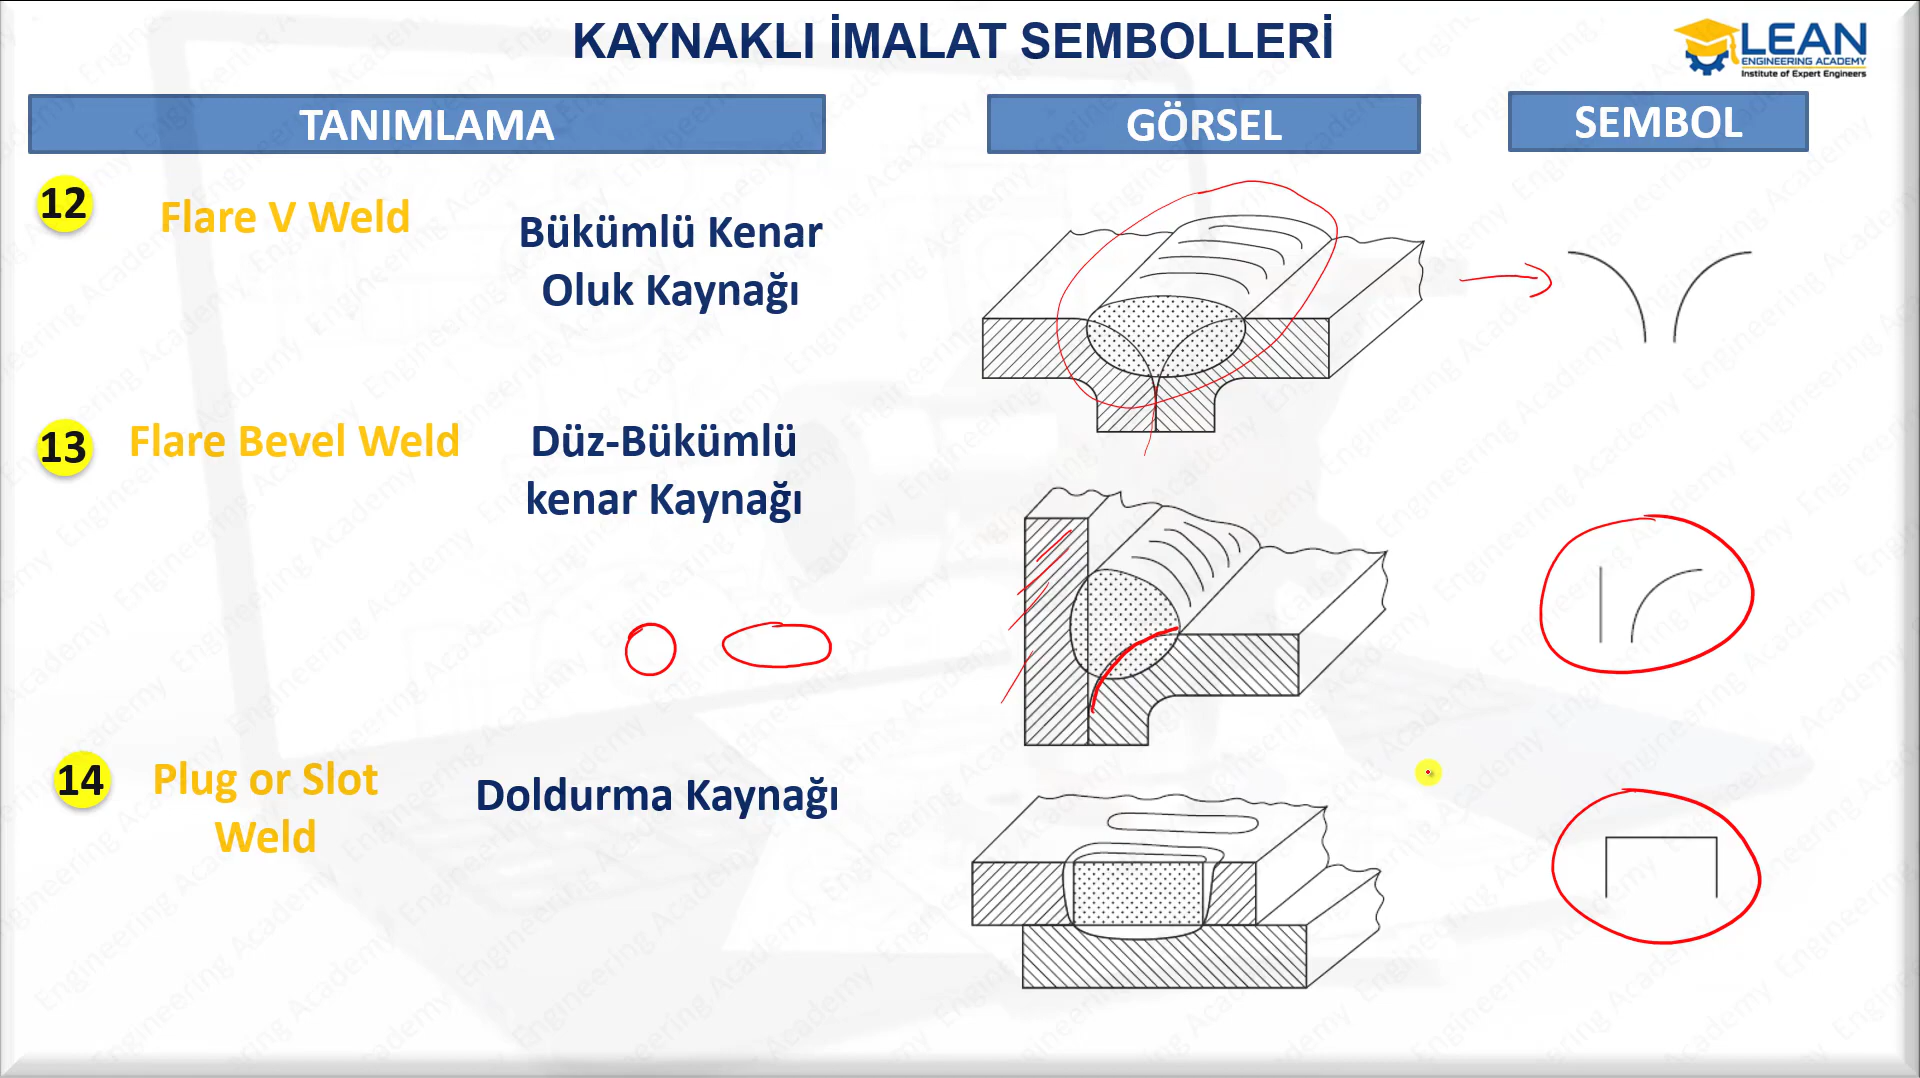 KAYNAKLI İMALAT SEMBOLLERİ
LEAN
ENGINEERING ACADEMY
Institute of Expert Engineers
TANIMLAMA
GÖRSEL
SEMBOL
12
Flare V Weld
Bükümlü Kenar
Oluk Kaynağı
13
Flare Bevel Weld
Düz-Bükümlü
kenar Kaynağı
14
Plug or Slot
Weld
Doldurma Kaynağı